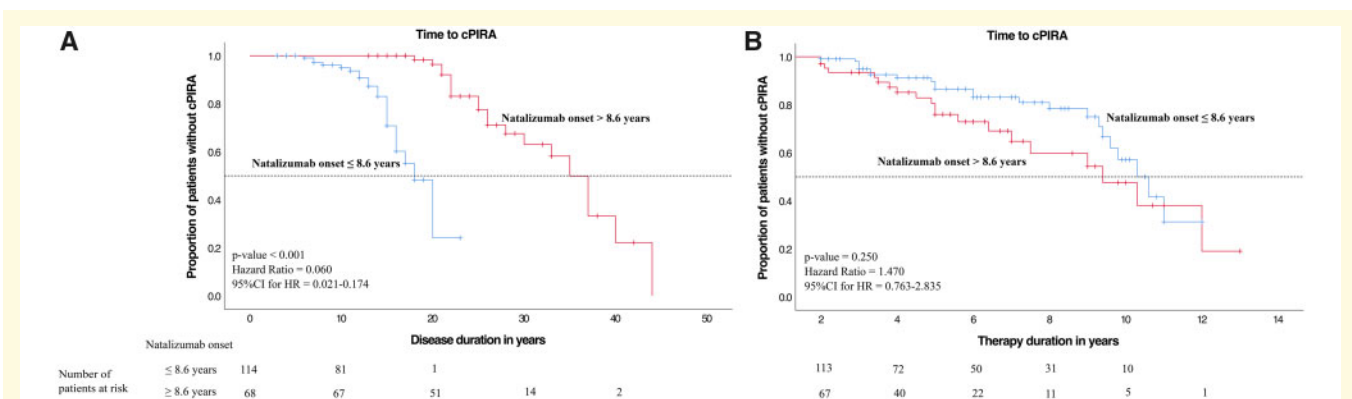 A
Time to cPIRA
Proportion of patients without cPIRA
1.0
0.8
0.6
0.4
0.2
0.0
Natalizumab onset > 8.6 years
Natalizumab onset ≤ 8.6 years
p-value < 0.001
Hazard Ratio = 0.060
95%CI for HR = 0.021-0.174
0 10 20 30 40 50
Disease duration in years
Natalizumab onset
Number of
patients at risk
≤ 8.6 years 114 81 1
≥ 8.6 years 68 67 51 14 2
B
Time to cPIRA
Proportion of patients without cPIRA
1.0
0.8
0.6
0.4
0.2
0.0
Natalizumab onset ≤ 8.6 years
Natalizumab onset > 8.6 years
p-value = 0.250
Hazard Ratio = 1.470
95%CI for HR = 0.763-2.835
2 4 6 8 10 12 14
Therapy duration in years
113 72 50 31 10
67 40 22 11 5 1